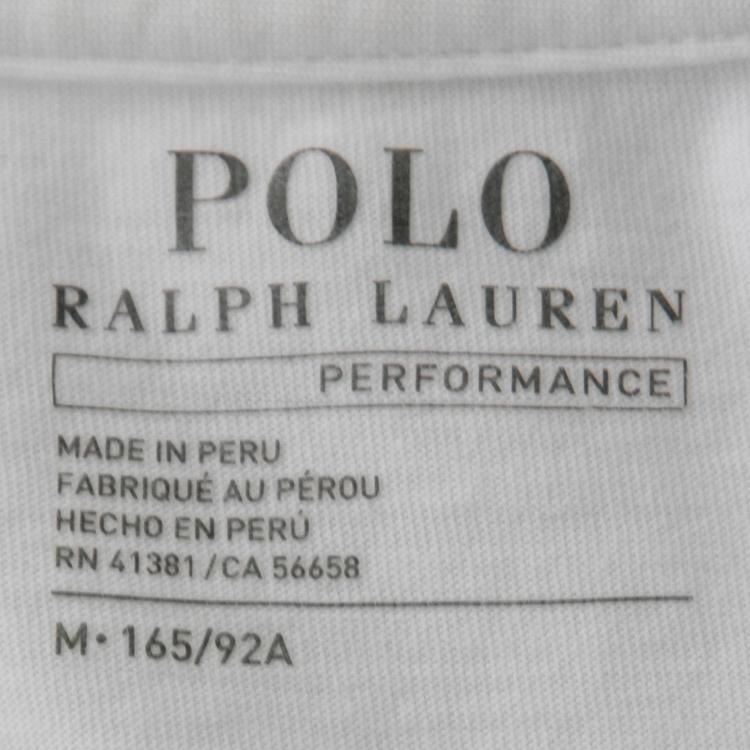 POLO
RALPH LAUREN
PERFORMANCE
MADE IN PERU
FABRIQUÉ AU PÉROU
HECHO EN PERÚ
RN 41381 / CA 56658
M• 165/92A